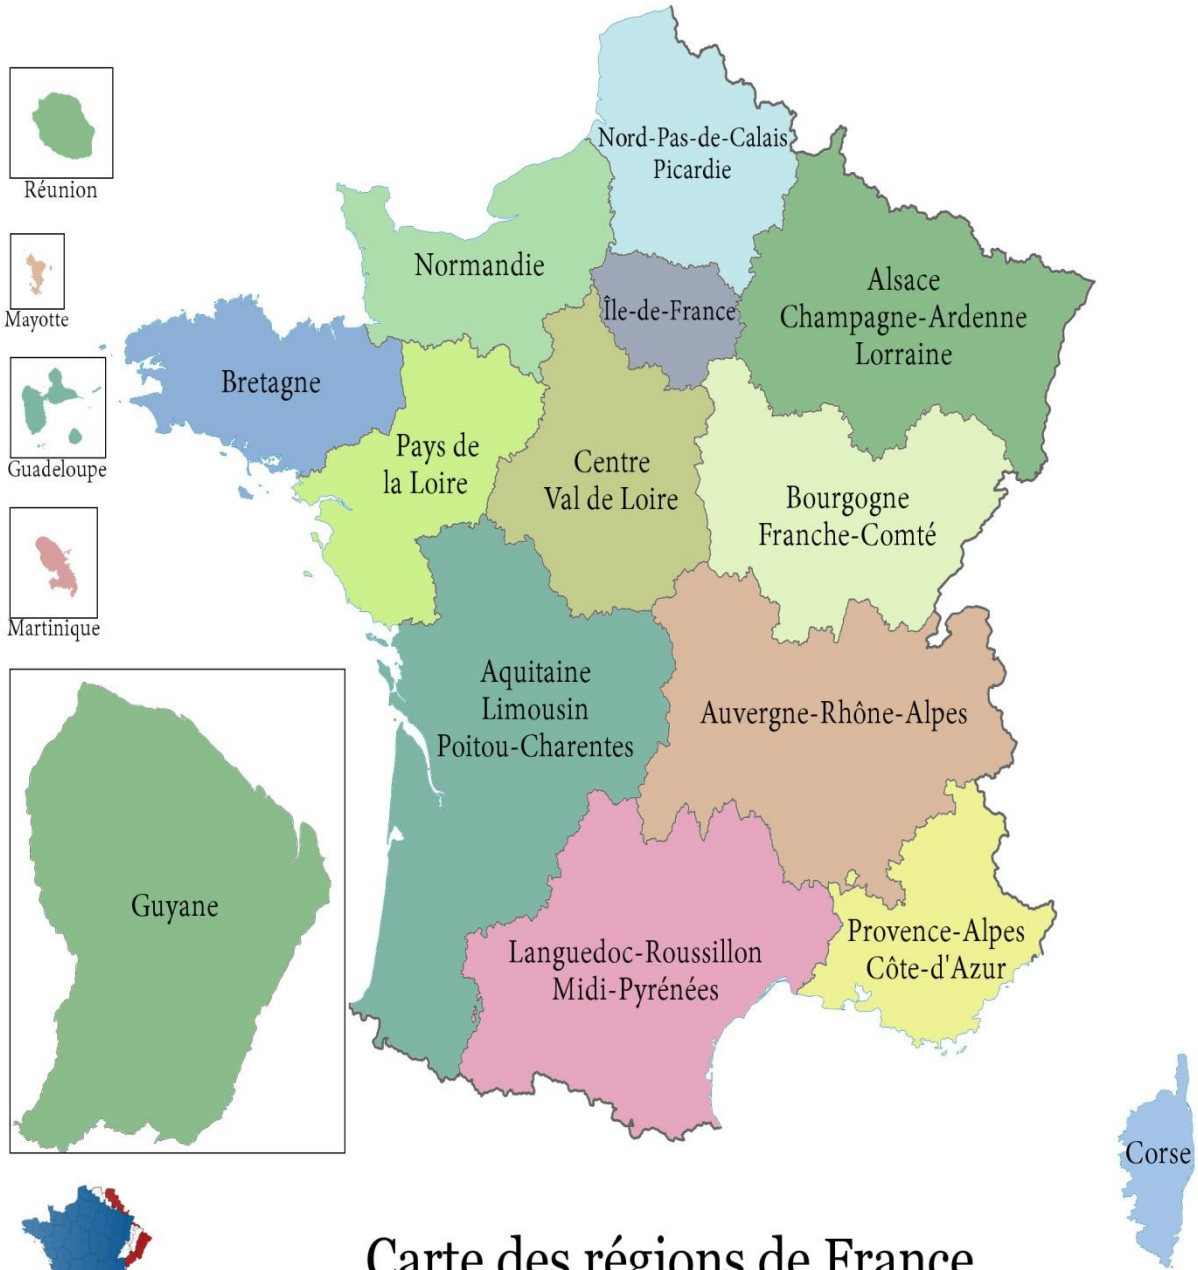 Réunion
Mayotte
Guadeloupe
Martinique
Guyane
Nord-Pas-de-Calais
Picardie
Normandie
Île-de-France
Alsace
Champagne-Ardenne
Lorraine
Bretagne
Pays de
la Loire
Centre
Val de Loire
Bourgogne
Franche-Comté
Aquitaine
Limousin
Poitou-Charentes
Auvergne-Rhône-Alpes
Languedoc-Roussillon
Midi-Pyrénées
Provence-Alpes
Côte-d'Azur
Corse
Carte des régions de France